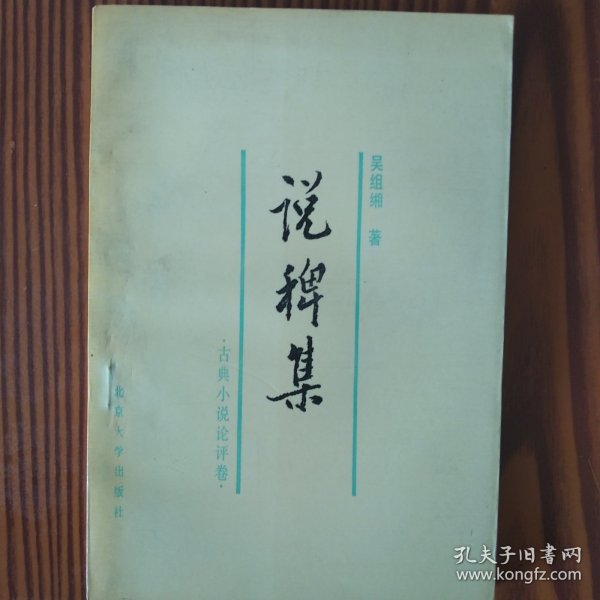 吴组缃 著
说稗集
·古典小说论评卷·
北京大学出版社
孔夫子旧书网
www.kongfz.com